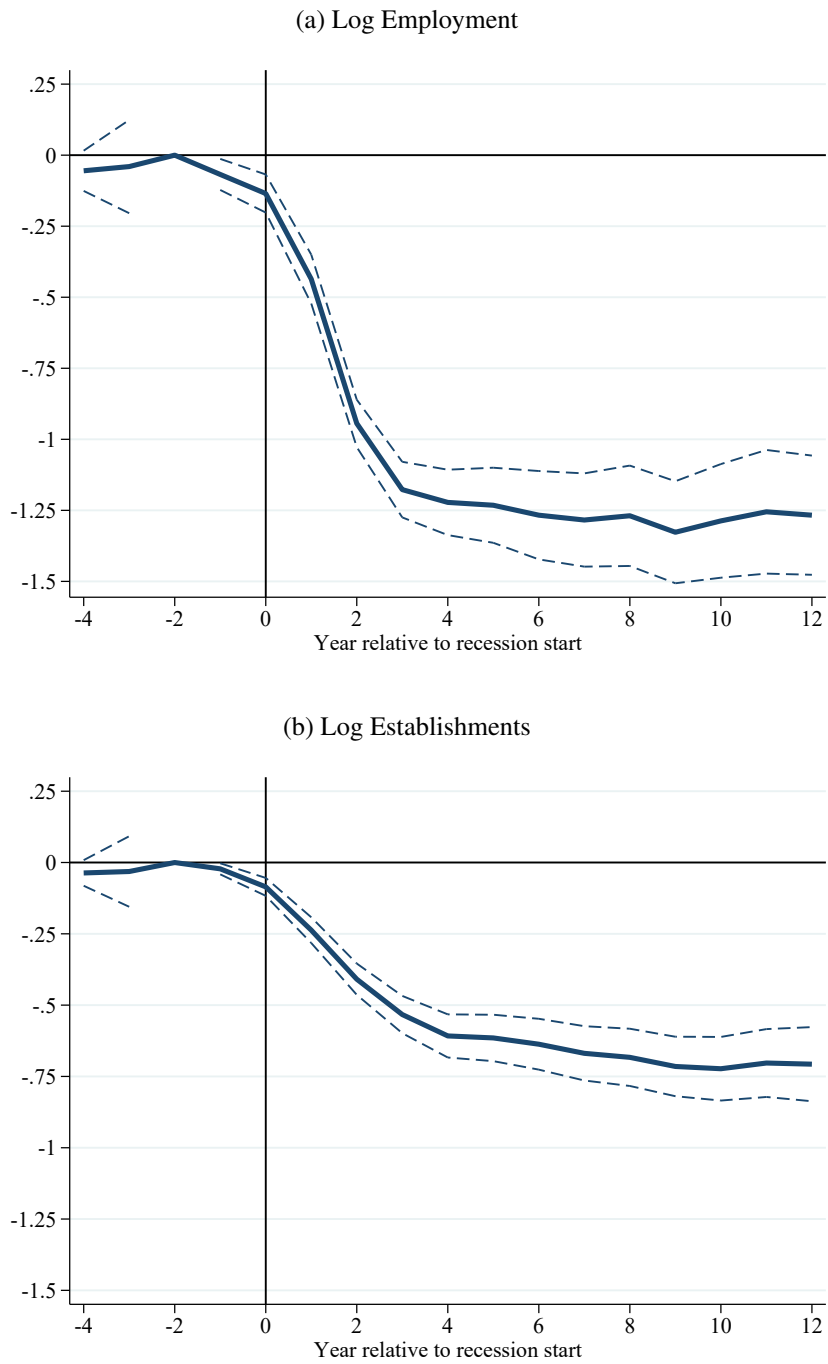 (a) Log Employment
.25
0
-.25
-.5
-.75
-1
-1.25
-1.5
-4 -2 0 2 4 6 8 10 12
Year relative to recession start
(b) Log Establishments
.25
0
-.25
-.5
-.75
-1
-1.25
-1.5
-4 -2 0 2 4 6 8 10 12
Year relative to recession start